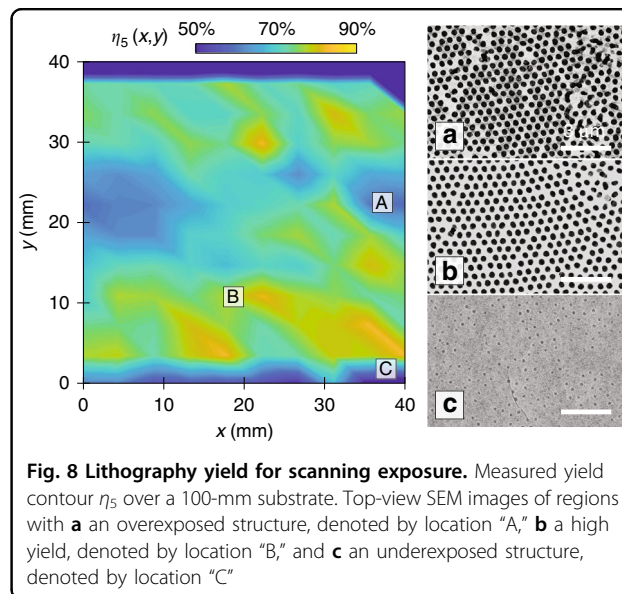 η5 (x,y) 50% 70% 90%
40
30
20
10
0
y (mm)
A
B
C
0 10 20 30 40
x (mm)
a
3 μm
b
c
Fig. 8 Lithography yield for scanning exposure. Measured yield
contour η5 over a 100-mm substrate. Top-view SEM images of regions
with a an overexposed structure, denoted by location “A,” b a high
yield, denoted by location “B,” and c an underexposed structure,
denoted by location “C”